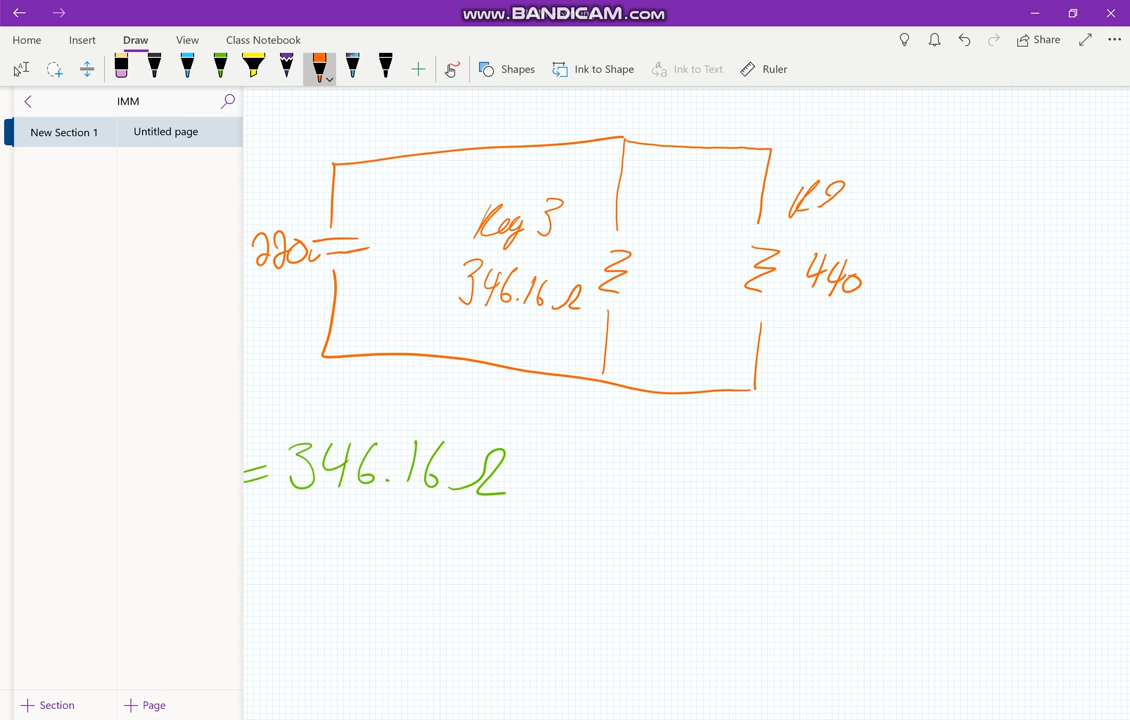 www.BANDICAM.com
Home Insert Draw View Class Notebook
Share
Shapes Ink to Shape Ink to Text Ruler
IMM
New Section 1 Untitled page
R9
Req 3
220v
346.16Ω
440
= 346.16Ω
Section Page